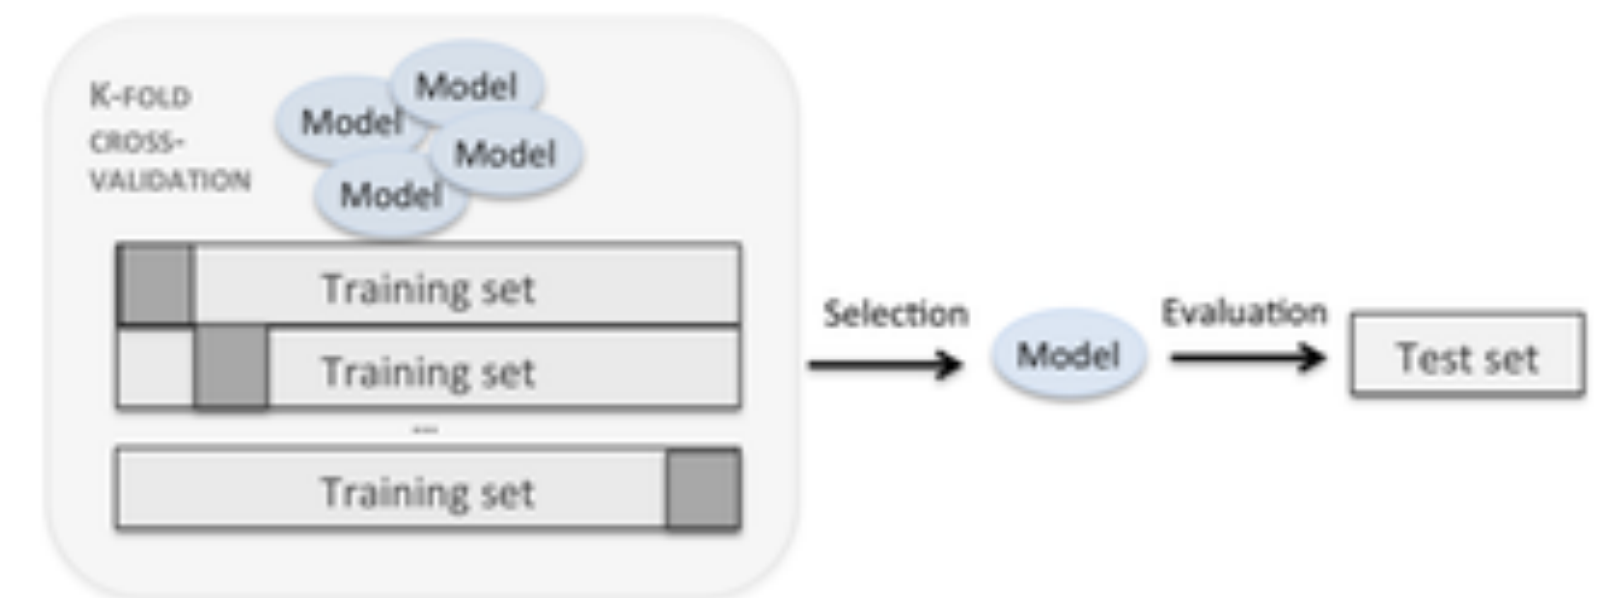 K-FOLD
CROSS-
VALIDATION
Model
Model
Model
Model
Training set
Training set
...
Training set
Selection
Model
Evaluation
Test set